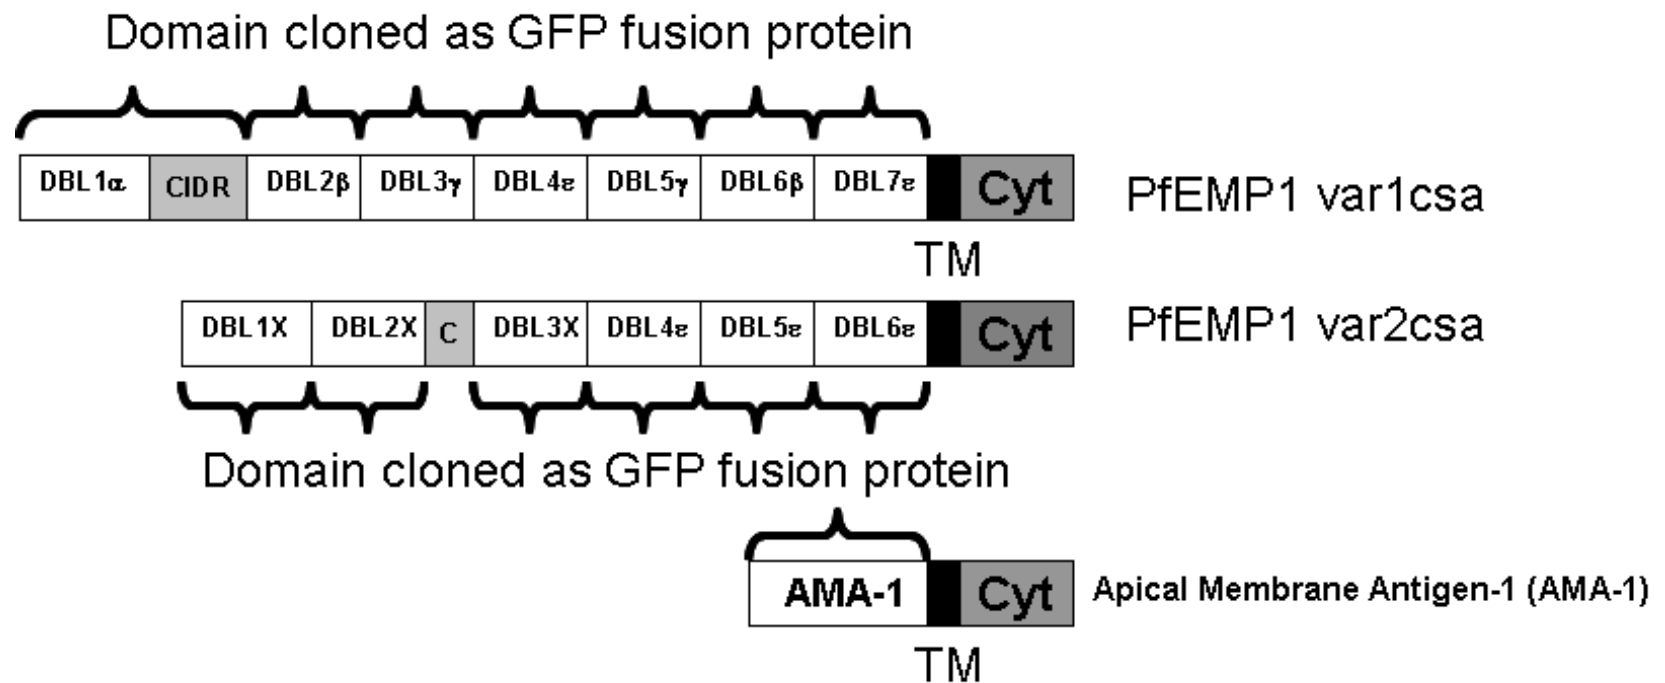 Domain cloned as GFP fusion protein
DBL1α CIDR DBL2β DBL3γ DBL4ε DBL5γ DBL6β DBL7ε Cyt PfEMP1 var1csa
TM
DBL1X DBL2X C DBL3X DBL4ε DBL5ε DBL6ε Cyt PfEMP1 var2csa
Domain cloned as GFP fusion protein
AMA-1 Cyt Apical Membrane Antigen-1 (AMA-1)
TM